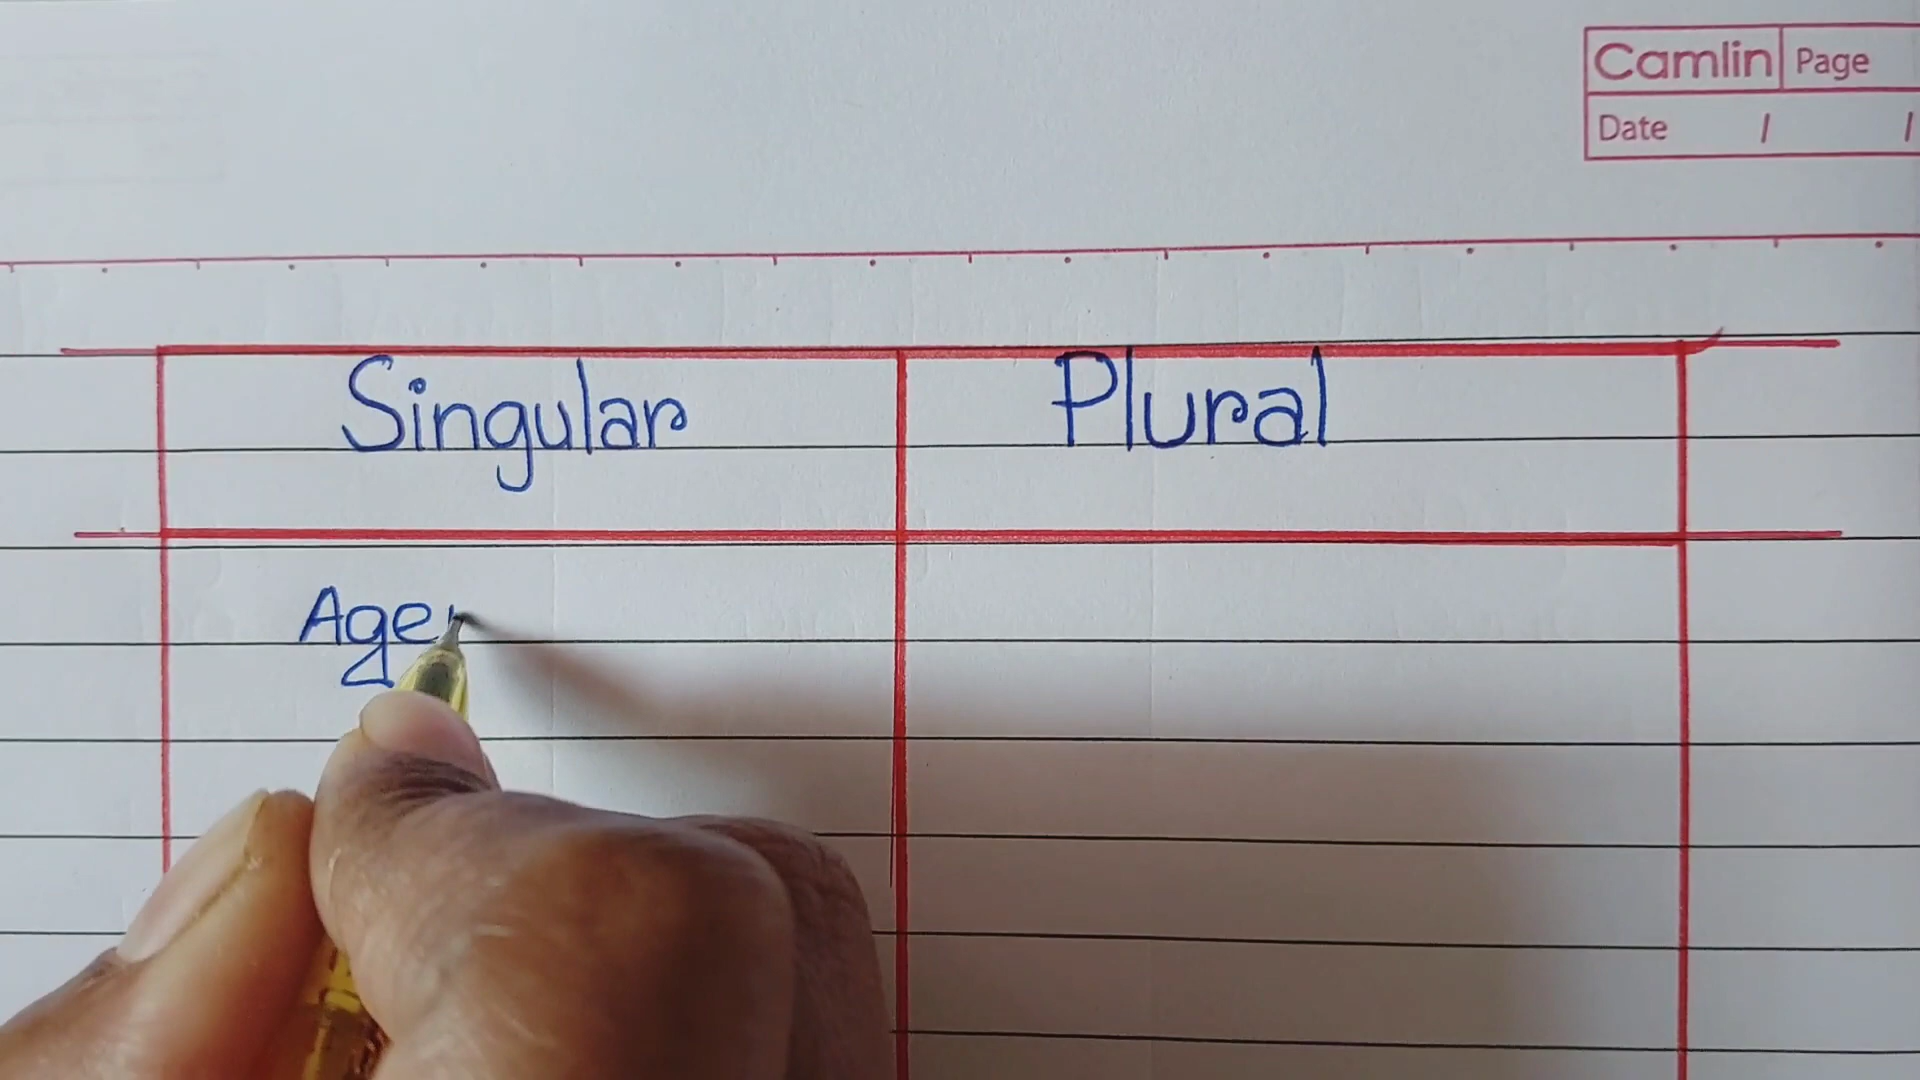 Camlin Page
Date / /
Singular Plural
Age